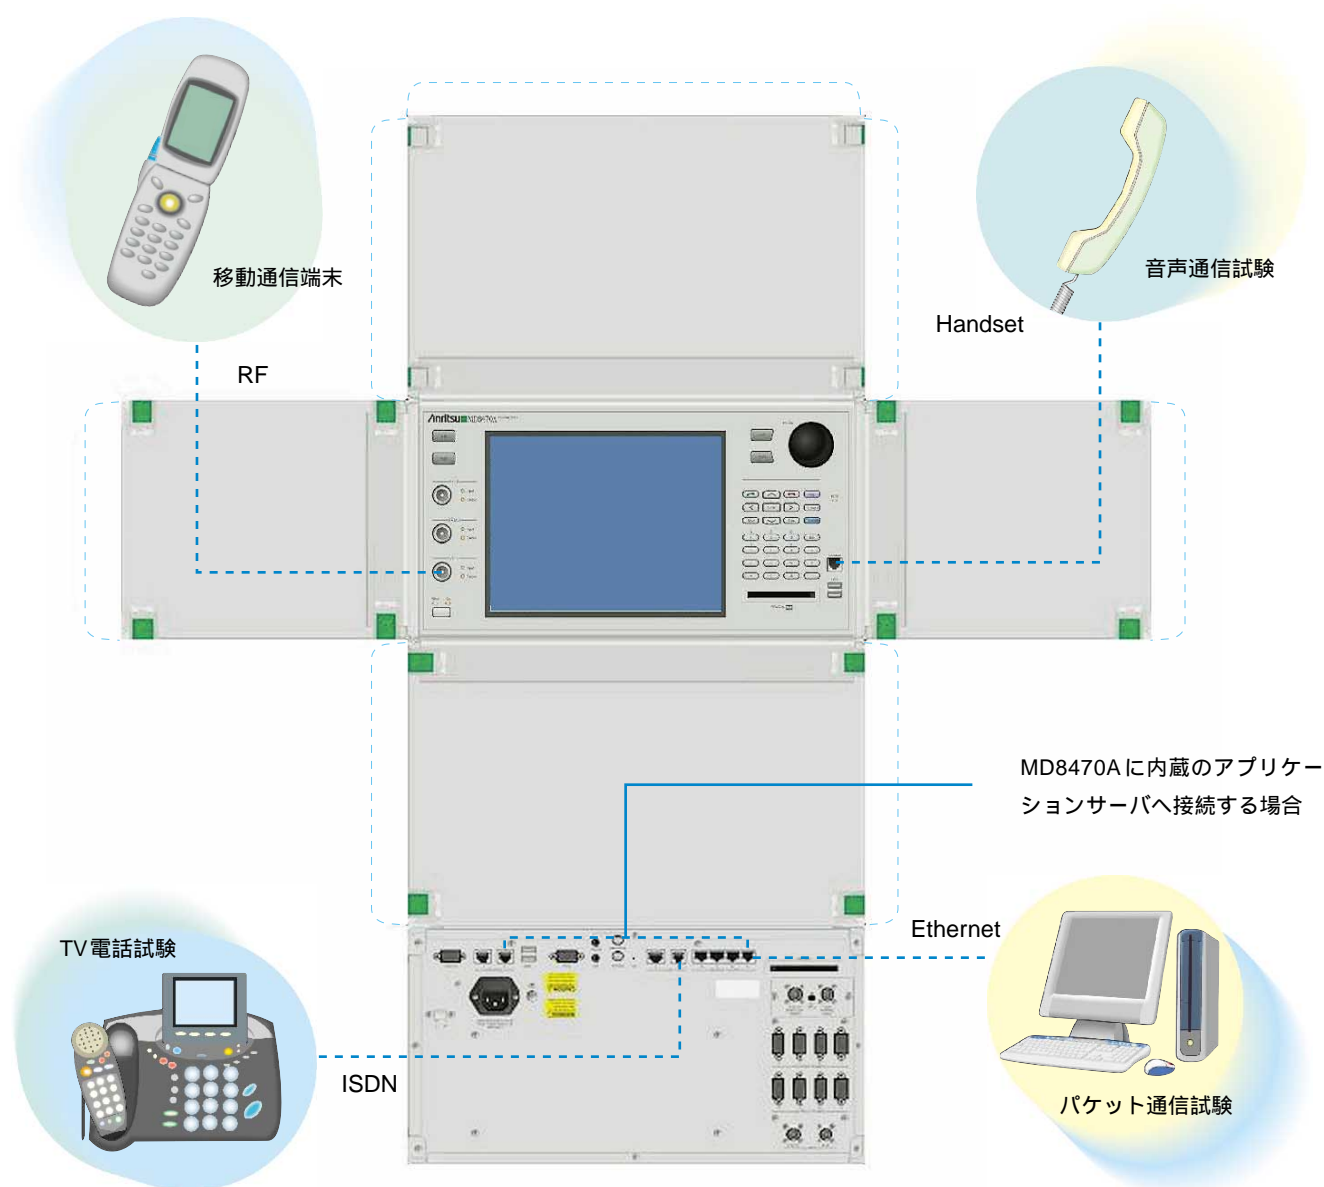 移動通信端末
音声通信試験
Handset
RF
Anritsu MD8470A
MD8470Aに内蔵のアプリケー
ションサーバへ接続する場合
Ethernet
TV電話試験
ISDN
パケット通信試験